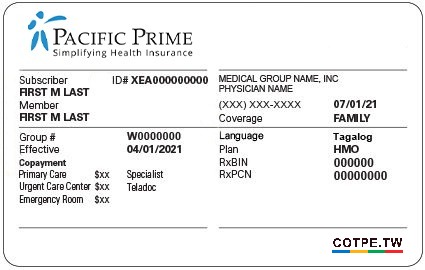 PACIFIC PRIME
Simplifying Health Insurance
Subscriber ID# XEA000000000
FIRST M LAST
Member
FIRST M LAST
MEDICAL GROUP NAME, INC
PHYSICIAN NAME
(XXX) XXX-XXXX 07/01/21
Coverage FAMILY
Group # W0000000
Effective 04/01/2021
Copayment
Primary Care $xx Specialist
Urgent Care Center $xx Teladoc
Emergency Room $xx
Language Tagalog
Plan HMO
RxBIN 000000
RxPCN 00000000
COTPE.TW